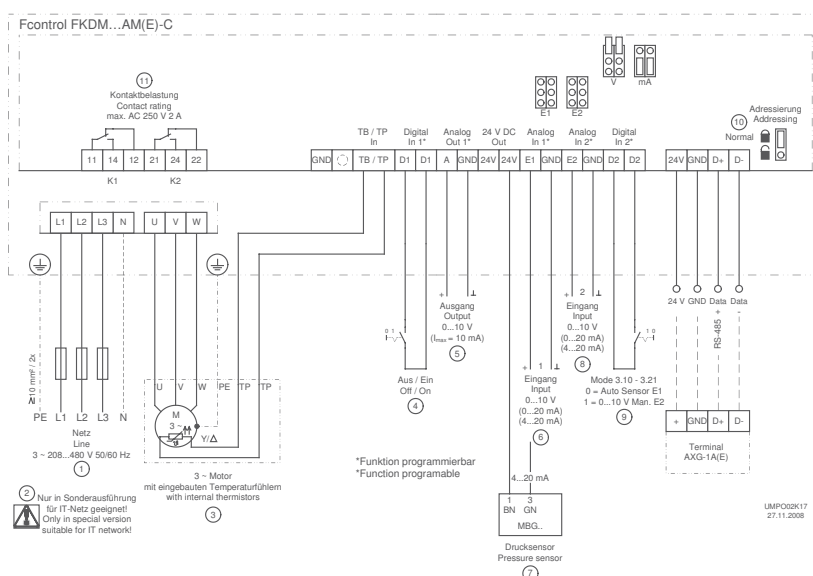 Fcontrol FKDM...AM(E)-C
11
Kontaktbelastung
Contact rating
max. AC 250 V 2 A
11 14 12 21 24 22
K1 K2
TB / TP
In
Digital
In 1*
Analog
Out 1*
24 V DC
Out
Analog
In 1*
Analog
In 2*
Digital
In 2*
GND TB / TP D1 D1 A GND 24V 24V E1 GND E2 GND D2 D2
E1 E2
V mA
10
Normal
Adressierung
Addressing
24V GND D+ D-
L1 L2 L3 N U V W
24 V GND Data Data
+ -
RS-485
0 1
Aus / Ein
Off / On
4
+ ⊥
Ausgang
Output
0...10 V
(Imax = 10 mA)
5
+ 1 ⊥
Eingang
Input
0...10 V
(0...20 mA)
(4...20 mA)
6
+ 2 ⊥
Eingang
Input
0...10 V
(0...20 mA)
(4...20 mA)
8
1 0
Mode 3.10 - 3.21
0 = Auto Sensor E1
1 = 0...10 V Man. E2
9
≥10 mm² / 2x
PE L1 L2 L3 N
Netz
Line
3 ~ 208...480 V 50/60 Hz
1
U V W PE TP TP
M
3 ~
Y/Δ
3 ~ Motor
mit eingebauten Temperaturfühlern
with internal thermistors
3
2
Nur in Sonderausführung
für IT-Netz geeignet!
Only in special version
suitable for IT network!
*Funktion programmierbar
*Function programable
4...20 mA
1 3
BN GN
MBG..
Drucksensor
Pressure sensor
7
+ GND D+ D-
Terminal
AXG-1A(E)
UMPO02K17
27.11.2008